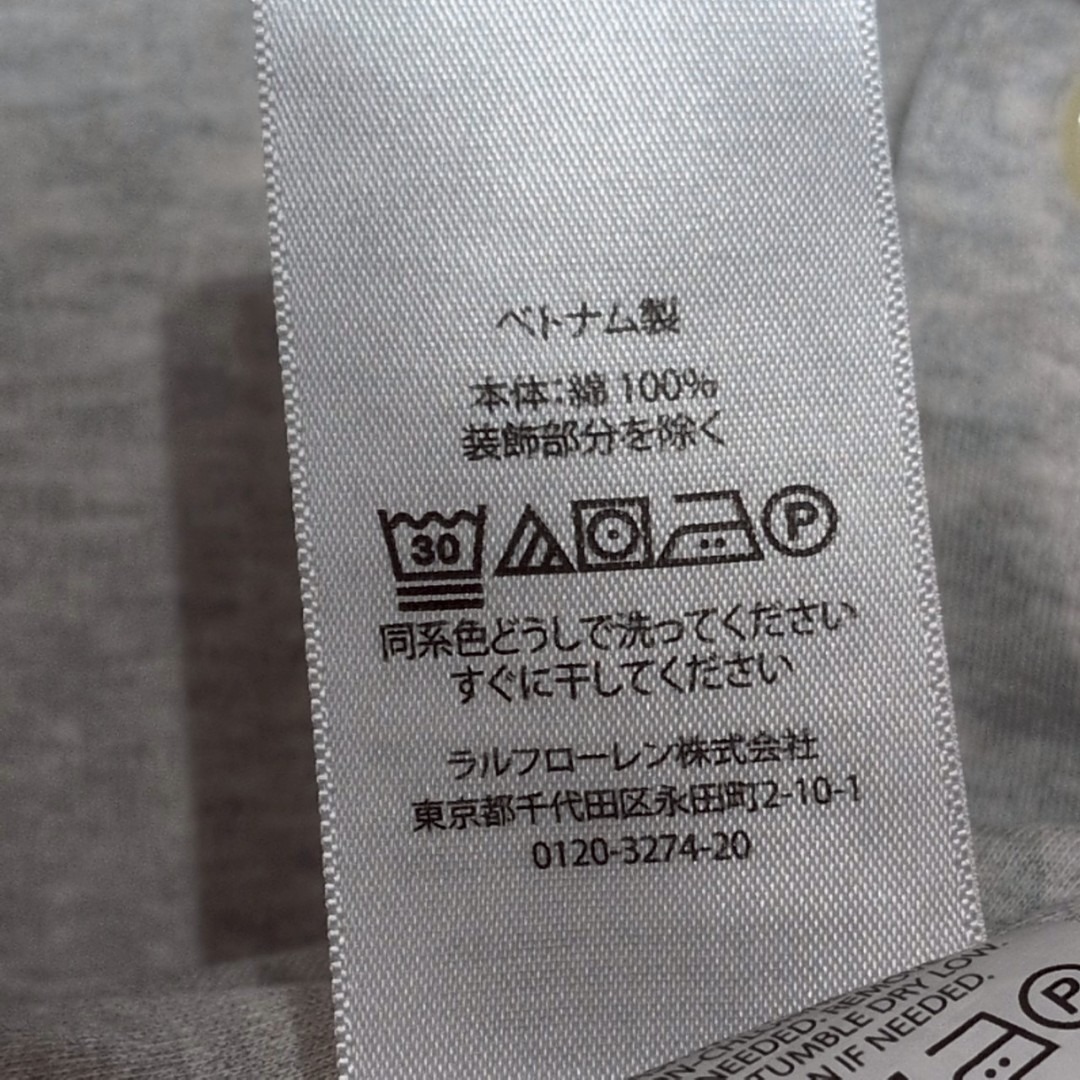 ベトナム製
本体：綿 100%
装飾部分を除く
30
P
同系色どうしで洗ってください
すぐに干してください
ラルフローレン株式会社
東京都千代田区永田町2-10-1
0120-3274-20
NEEDED
TUMBLE DRY LOW.
IF NEEDED.
P